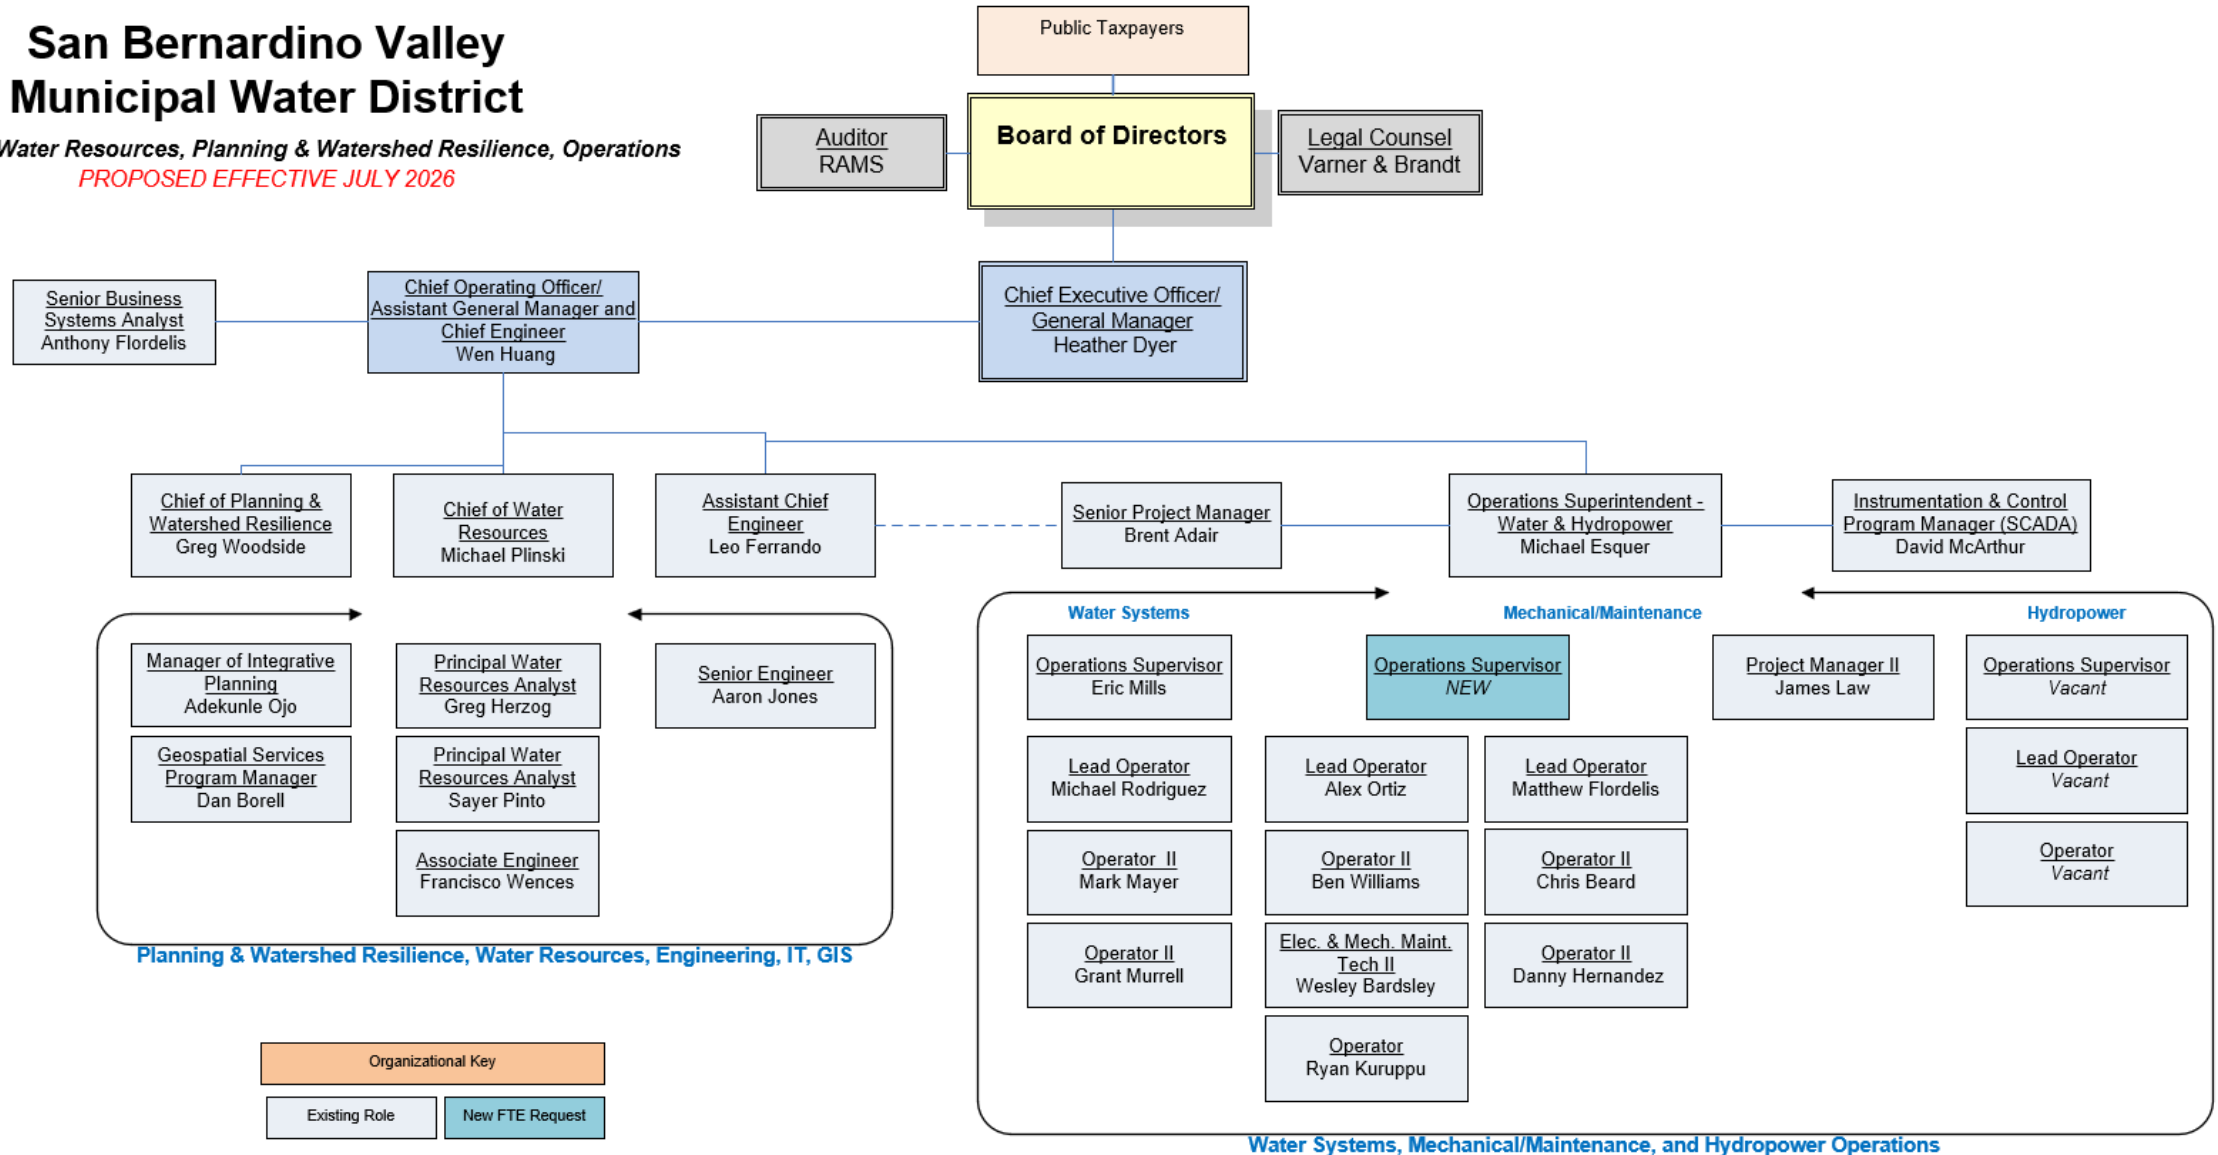 San Bernardino Valley
Municipal Water District
Water Resources, Planning & Watershed Resilience, Operations
PROPOSED EFFECTIVE JULY 2026
Public Taxpayers
Board of Directors
Auditor
RAMS
Legal Counsel
Varner & Brandt
Senior Business
Systems Analyst
Anthony Flordelis
Chief Operating Officer/
Assistant General Manager and
Chief Engineer
Wen Huang
Chief Executive Officer/
General Manager
Heather Dyer
Chief of Planning &
Watershed Resilience
Greg Woodside
Chief of Water
Resources
Michael Plinski
Assistant Chief
Engineer
Leo Ferrando
Senior Project Manager
Brent Adair
Operations Superintendent -
Water & Hydropower
Michael Esquer
Instrumentation & Control
Program Manager (SCADA)
David McArthur
Manager of Integrative
Planning
Adekunle Ojo
Geospatial Services
Program Manager
Dan Borell
Principal Water
Resources Analyst
Greg Herzog
Principal Water
Resources Analyst
Sayer Pinto
Associate Engineer
Francisco Wences
Senior Engineer
Aaron Jones
Planning & Watershed Resilience, Water Resources, Engineering, IT, GIS
Water Systems
Operations Supervisor
Eric Mills
Lead Operator
Michael Rodriguez
Operator  II
Mark Mayer
Operator II
Grant Murrell
Mechanical/Maintenance
Operations Supervisor
NEW
Project Manager II
James Law
Lead Operator
Alex Ortiz
Operator II
Ben Williams
Elec. & Mech. Maint.
Tech II
Wesley Bardsley
Operator
Ryan Kuruppu
Lead Operator
Matthew Flordelis
Operator II
Chris Beard
Operator II
Danny Hernandez
Hydropower
Operations Supervisor
Vacant
Lead Operator
Vacant
Operator
Vacant
Water Systems, Mechanical/Maintenance, and Hydropower Operations
Organizational Key
Existing Role
New FTE Request